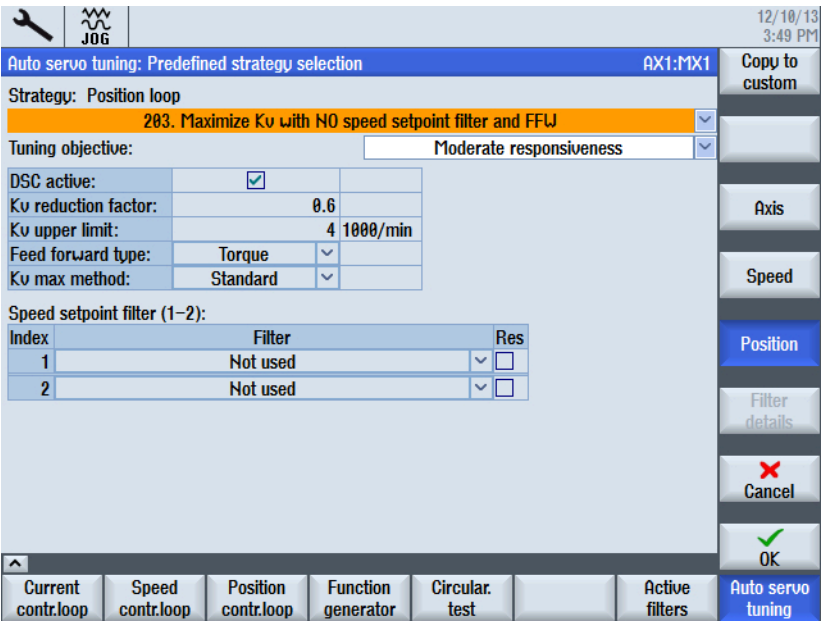 JOG
12/10/13
3:49 PM
Auto servo tuning: Predefined strategy selection AX1:MX1
Copy to
custom
Strategy: Position loop
203. Maximize Kv with NO speed setpoint filter and FFW
Tuning objective: Moderate responsiveness
DSC active:
Kv reduction factor: 0.6
Axis
Kv upper limit: 4 1000/min
Feed forward type: Torque
Kv max method: Standard
Speed
Speed setpoint filter (1-2):
Index Filter Res
Position
1 Not used
2 Not used
Filter
details
Cancel
OK
Current
contr.loop
Speed
contr.loop
Position
contr.loop
Function
generator
Circular.
test
Active
filters
Auto servo
tuning